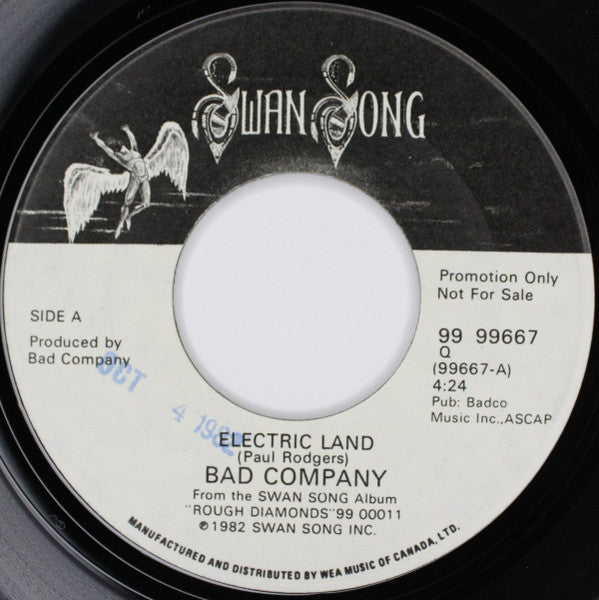 SWAN SONG
Promotion Only
Not For Sale
SIDE A
Produced by
Bad Company
99 99667
Q
(99667-A)
4:24
Pub: Badco
Music Inc.,ASCAP
OCT 4 1982
ELECTRIC LAND
(Paul Rodgers)
BAD COMPANY
From the SWAN SONG Album
"ROUGH DIAMONDS" 99 00011
℗1982 SWAN SONG INC.
MANUFACTURED AND DISTRIBUTED BY WEA MUSIC OF CANADA, LTD.